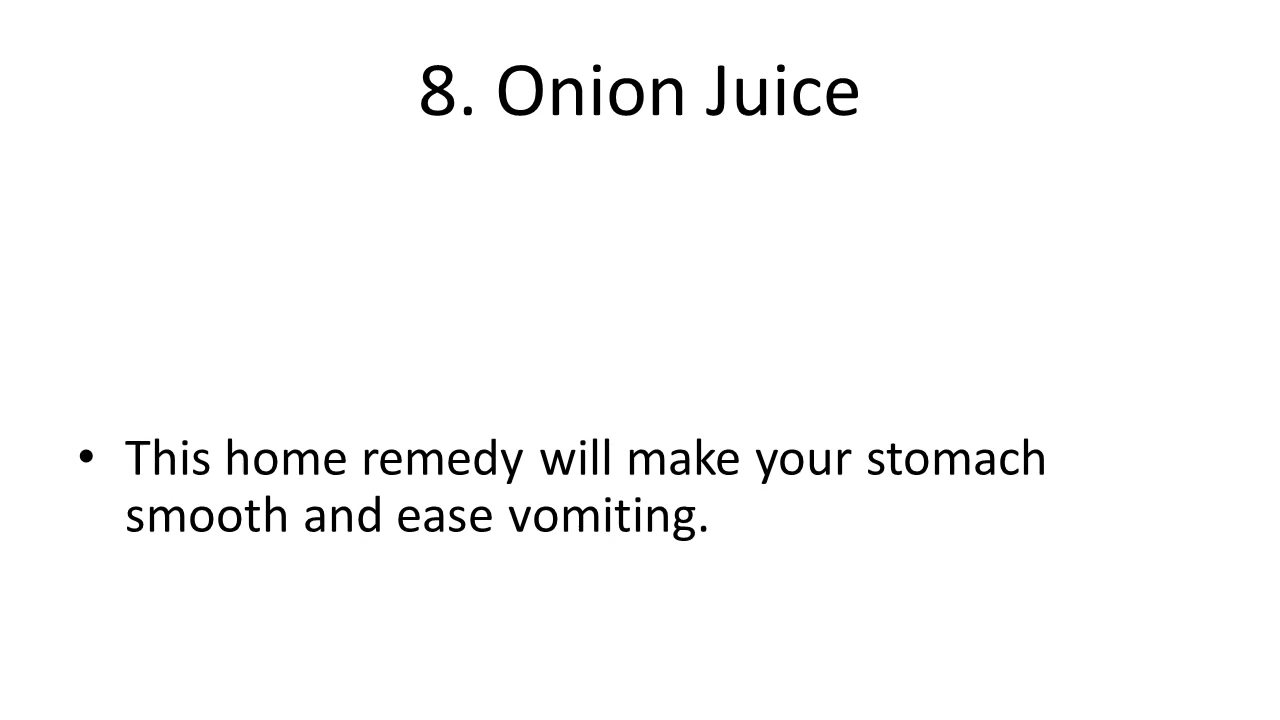 8. Onion Juice
• This home remedy will make your stomach
smooth and ease vomiting.